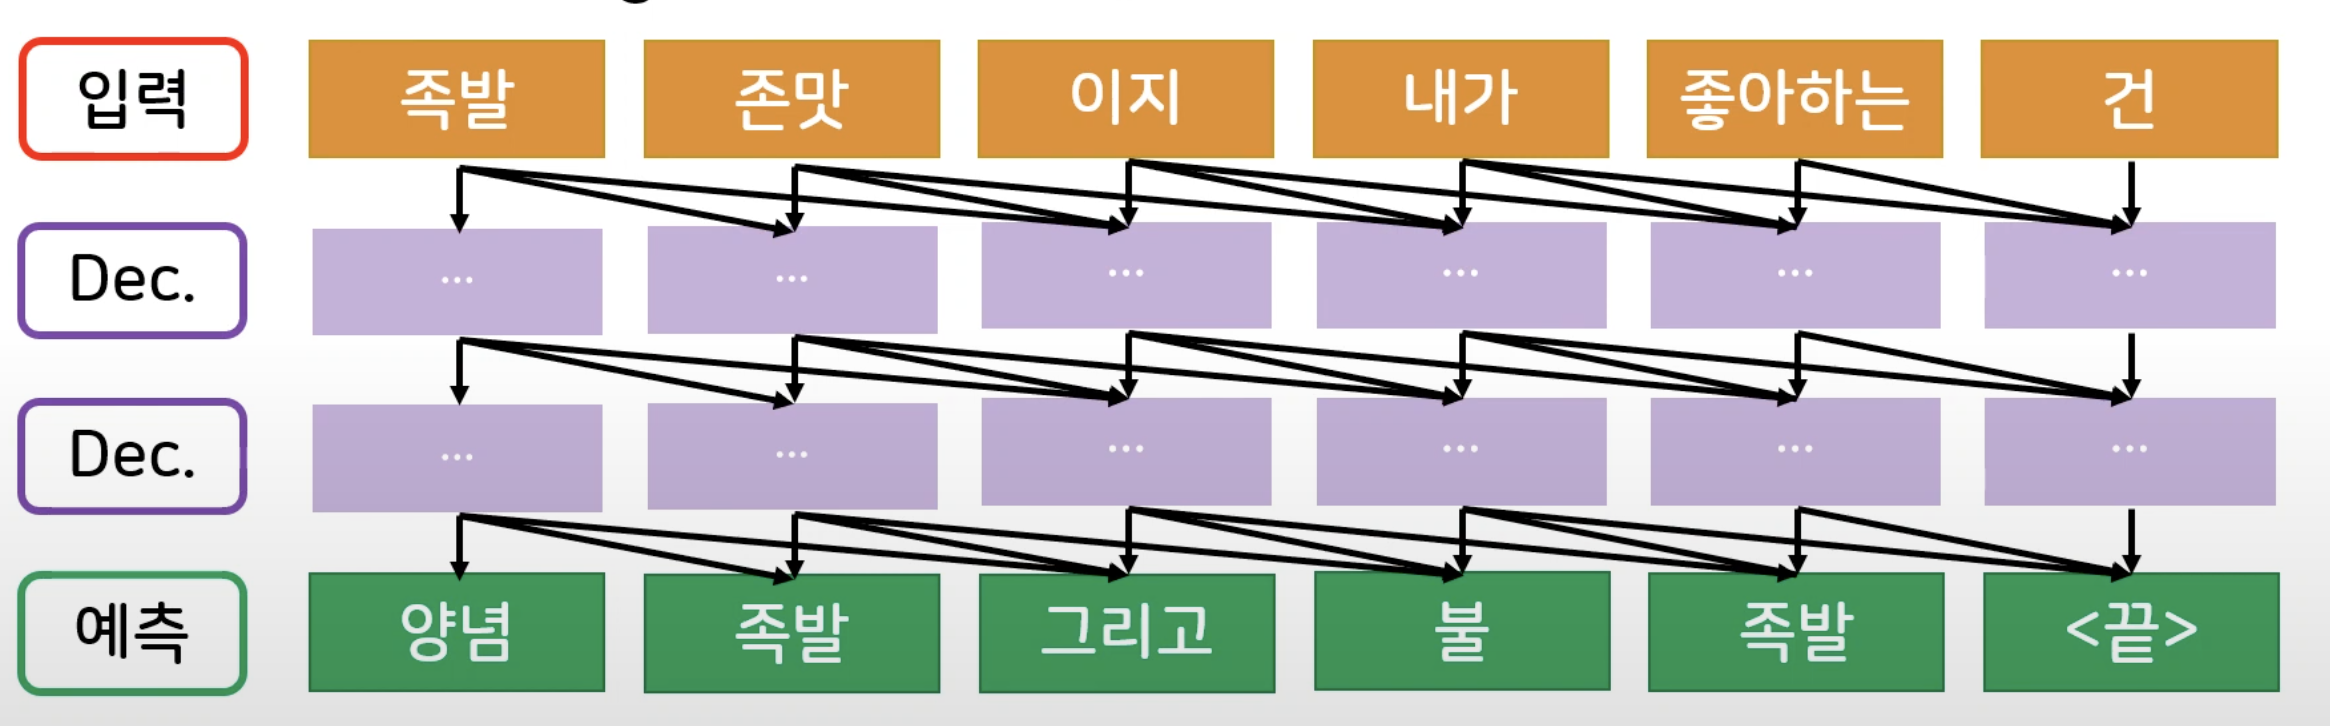 입력 족발 존맛 이지 내가 좋아하는 건
Dec. ... ... ... ... ... ...
Dec. ... ... ... ... ... ...
예측 양념 족발 그리고 불 족발 <끝>